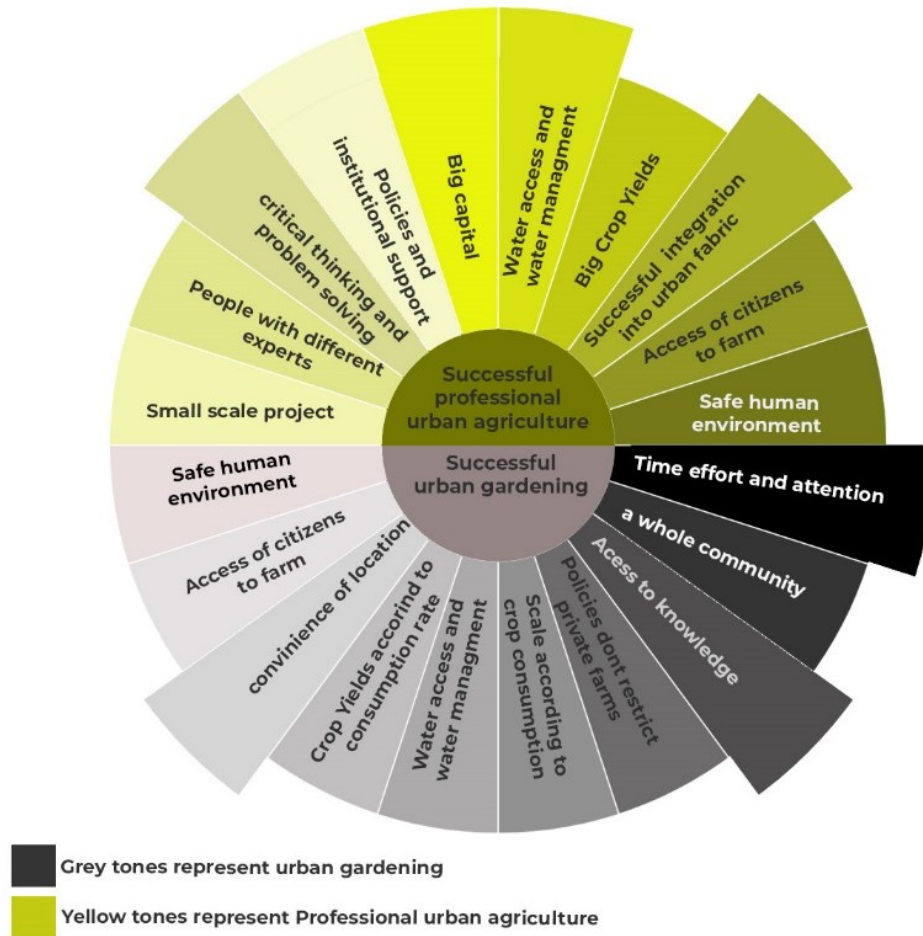 Big capital
Water access and
water managment
Big Crop Yields
Successful integration
into urban fabric
Access of citizens
to farm
Safe human
environment
Policies and
institutional support
critical thinking and
problem solving
People with different
experts
Small scale project
Successful
professional
urban agriculture
Successful
urban gardening
Time effort and attention
a whole community
Acess to knowledge
Policies dont restrict
private farms
Scale according to
crop consumption
Water access and
water managment
Crop Yields accorind to
consumption rate
convinience of location
Access of citizens
to farm
Safe human
environment
Grey tones represent urban gardening
Yellow tones represent Professional urban agriculture